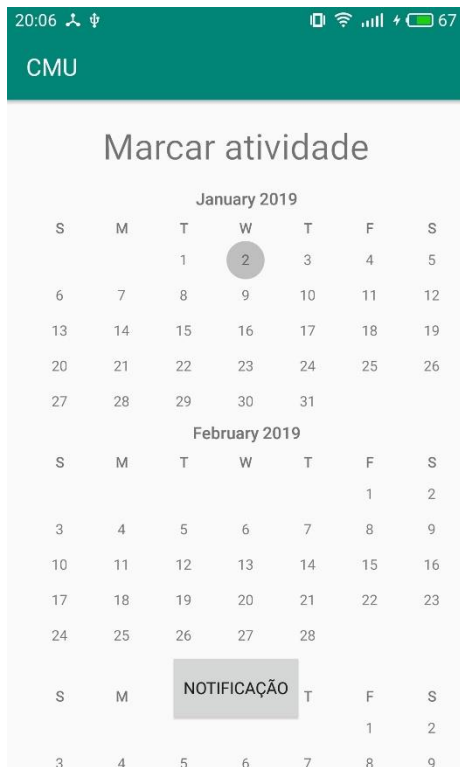 20:06 67
CMU
Marcar atividade
January 2019
S M T W T F S
1 2 3 4 5
6 7 8 9 10 11 12
13 14 15 16 17 18 19
20 21 22 23 24 25 26
27 28 29 30 31
February 2019
S M T W T F S
1 2
3 4 5 6 7 8 9
10 11 12 13 14 15 16
17 18 19 20 21 22 23
24 25 26 27 28
NOTIFICAÇÃO
S M T F S
1 2
3 4 5 6 7 8 9